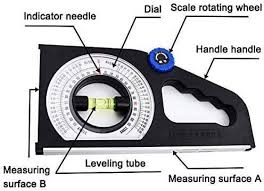 Indicator needle
Dial
Scale rotating wheel
Handle handle
Measuring
surface B
Leveling tube
Measuring surface A